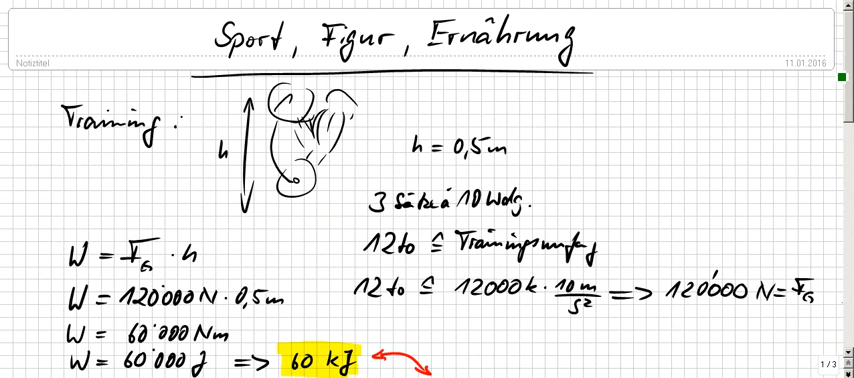 Sport, Figur, Ernährung
Notiztitel
11.01.2016
Training:
h
h = 0,5m
3 Sätze à 10 Wdg.
12to ≙ Trainingsumfang
W = F_G · h
12to ≙ 12000k · 10m/s² => 120'000 N = F_G
W = 120'000N · 0,5m
W = 60'000 Nm
W = 60'000 J => 60 kJ
1 / 3